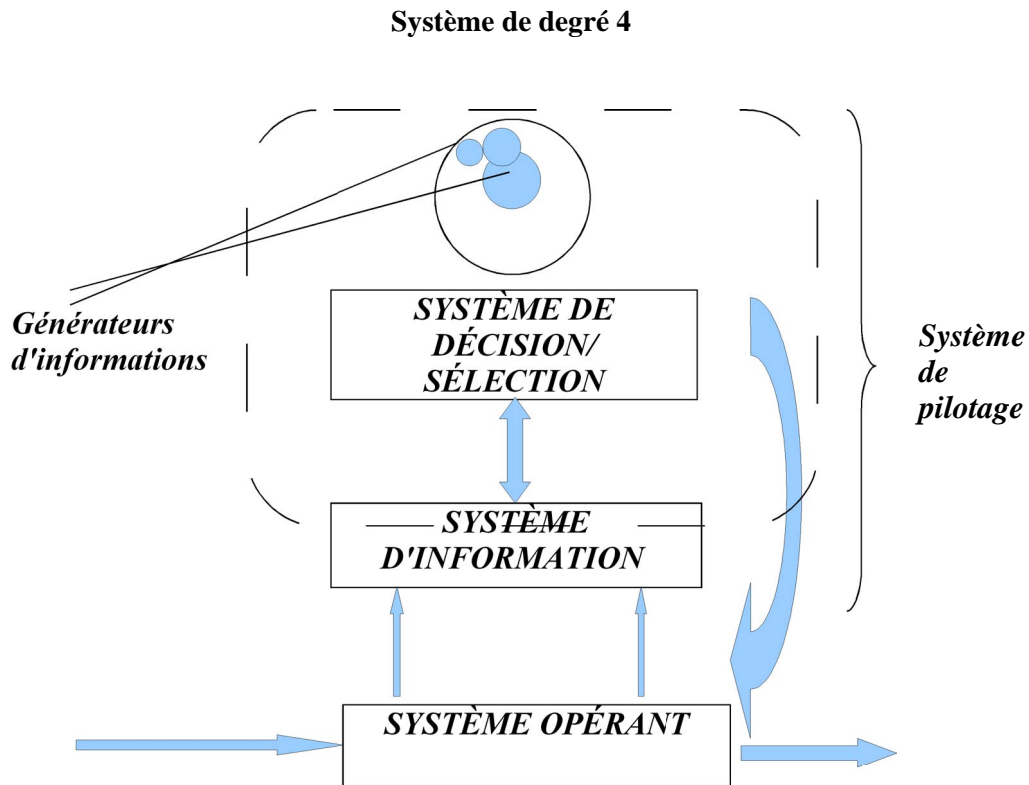 Système de degré 4
Générateurs
d'informations
SYSTÈME DE
DÉCISION/
SÉLECTION
Système
de
pilotage
SYSTÈME
D'INFORMATION
SYSTÈME OPÉRANT